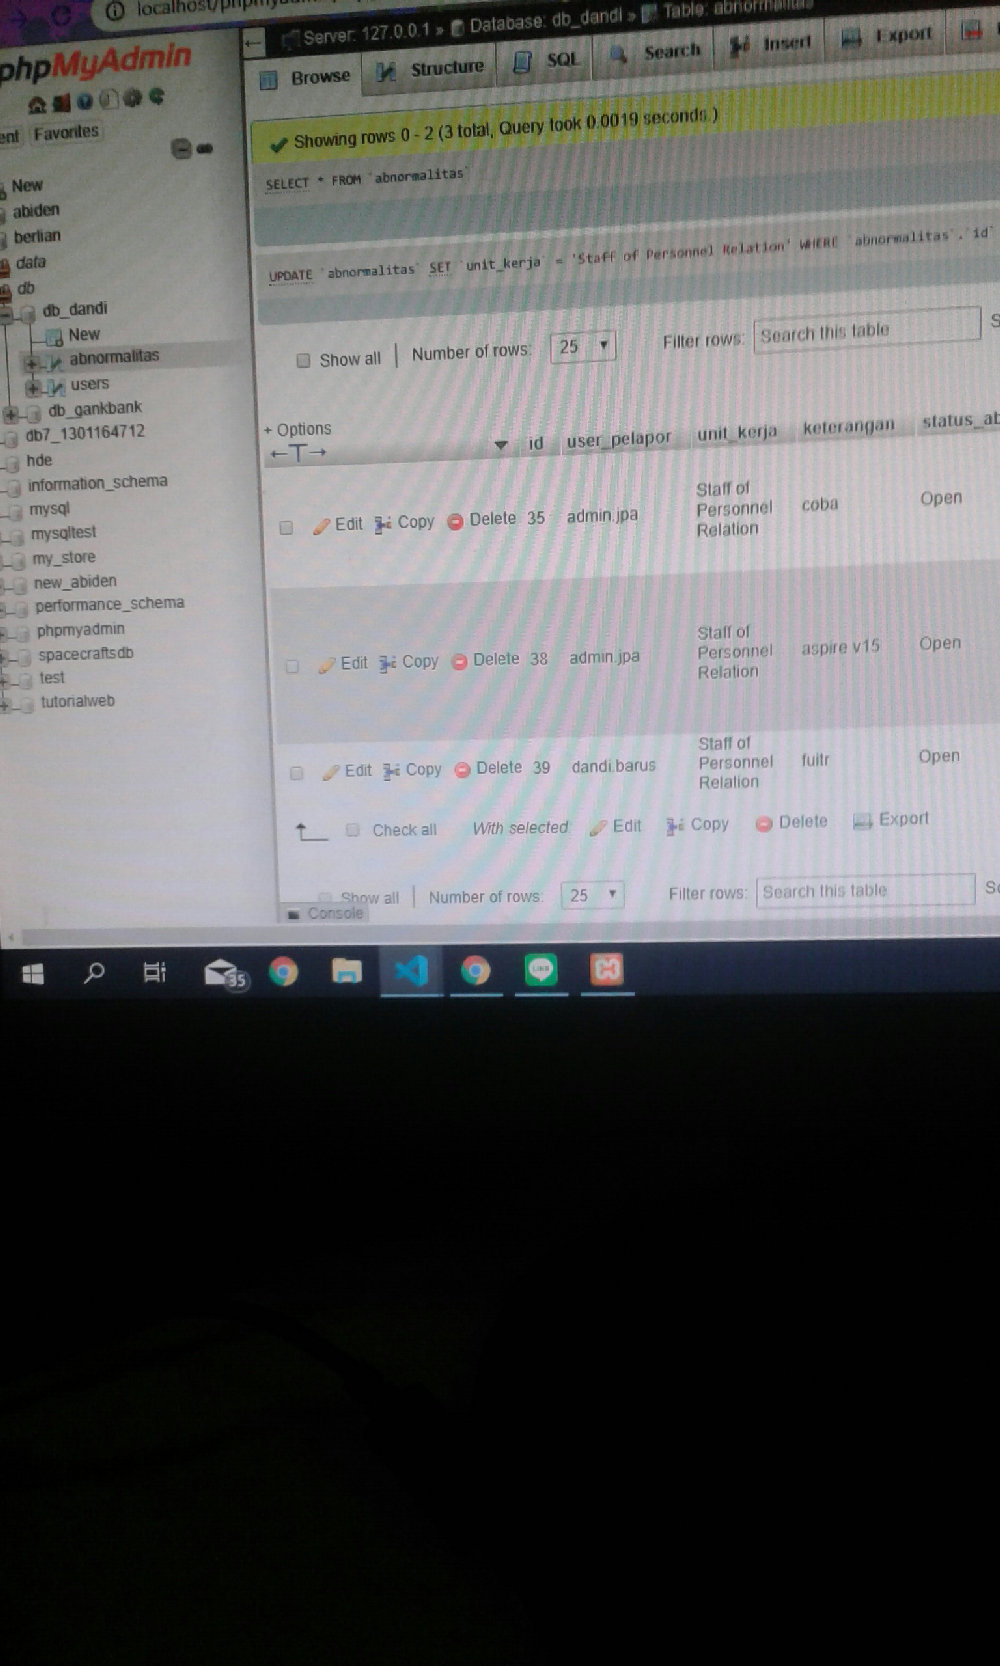 localhost/phpmyadm
phpMyAdmin
Favorites
New
abiden
berlian
data
db
db_dandi
New
abnormalitas
users
db_gankbank
db7_1301164712
hde
information_schema
mysql
mysqltest
my_store
new_abiden
performance_schema
phpmyadmin
spacecraftsdb
test
tutorialweb
Server: 127.0.0.1 » Database: db_dandi » Table: abnormalitas
Browse Structure SQL Search Insert Export
Showing rows 0 - 2 (3 total, Query took 0.0019 seconds.)
SELECT * FROM `abnormalitas`
UPDATE `abnormalitas` SET `unit_kerja` = 'Staff of Personnel Relation' WHERE `abnormalitas`.`id`
Show all | Number of rows: 25 Filter rows: Search this table
+ Options
←T→ id user_pelapor unit_kerja keterangan status_ab
Edit Copy Delete 35 admin.jpa Staff of Personnel Relation coba Open
Edit Copy Delete 38 admin.jpa Staff of Personnel Relation aspire v15 Open
Edit Copy Delete 39 dandi.barus Staff of Personnel Relation fuitr Open
Check all With selected: Edit Copy Delete Export
Show all | Number of rows: 25 Filter rows: Search this table
Console
35
LINE